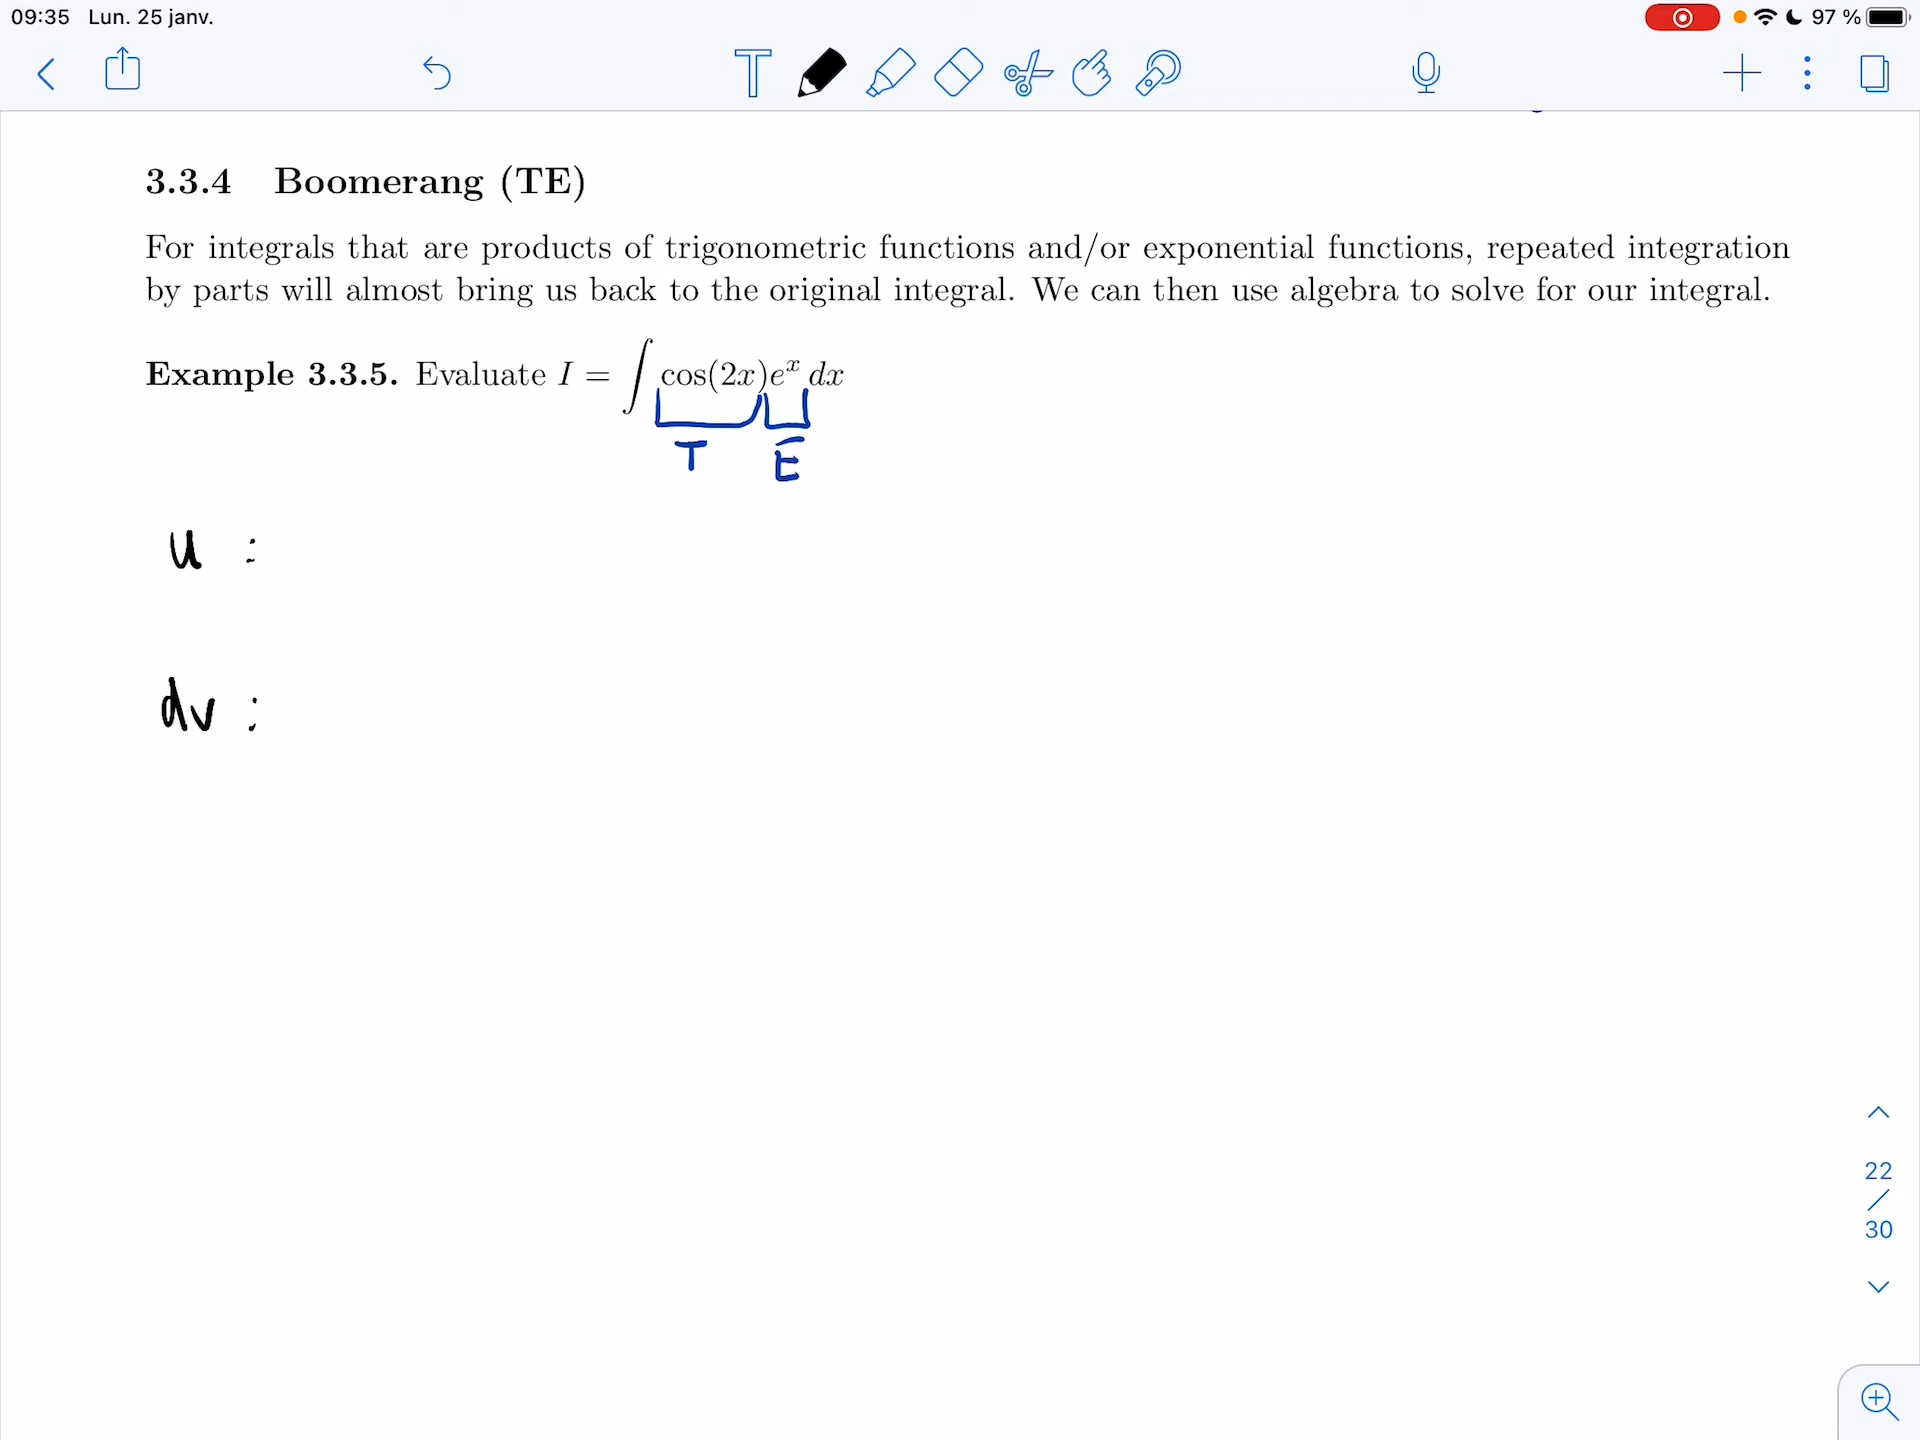 09:35 Lun. 25 janv. 97 %
3.3.4 Boomerang (TE)
For integrals that are products of trigonometric functions and/or exponential functions, repeated integration
by parts will almost bring us back to the original integral. We can then use algebra to solve for our integral.
Example 3.3.5. Evaluate I = ∫ cos(2x)eˣ dx
T E
u :
dv :
22
/
30